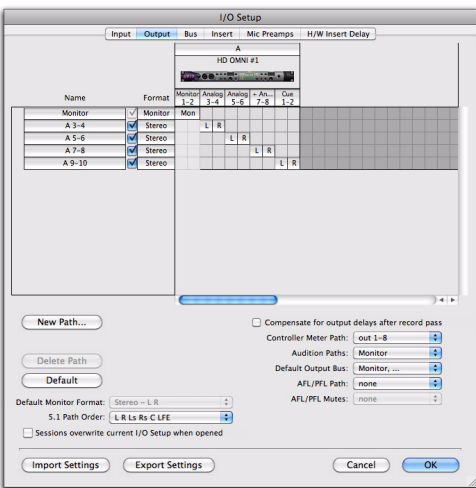 I/O Setup
Input Output Bus Insert Mic Preamps H/W Insert Delay
A
HD OMNI #1
Name Format Monitor 1-2 Analog 3-4 Analog 5-6 + An... 7-8 Cue 1-2
Monitor Monitor Mon
A 3-4 Stereo L R
A 5-6 Stereo L R
A 7-8 Stereo L R
A 9-10 Stereo L R
New Path...
Compensate for output delays after record pass
Controller Meter Path: out 1-8
Audition Paths: Monitor
Delete Path
Default Output Bus: Monitor, ...
Default
AFL/PFL Path: none
Default Monitor Format: Stereo - L R
AFL/PFL Mutes: none
5.1 Path Order: L R Ls Rs C LFE
Sessions overwrite current I/O Setup when opened
Import Settings Export Settings Cancel OK